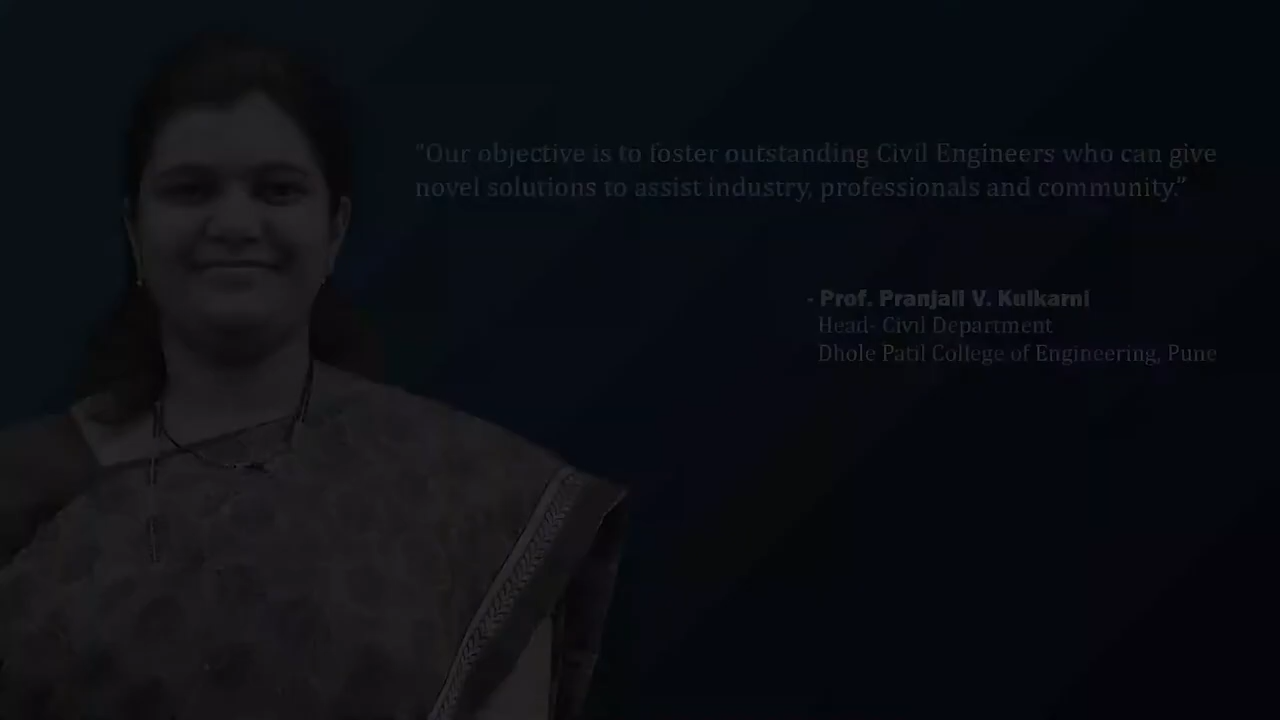 "Our objective is to foster outstanding Civil Engineers who can give
novel solutions to assist industry, professionals and community."
- Prof. Pranjali V. Kulkarni
Head- Civil Department
Dhole Patil College of Engineering, Pune